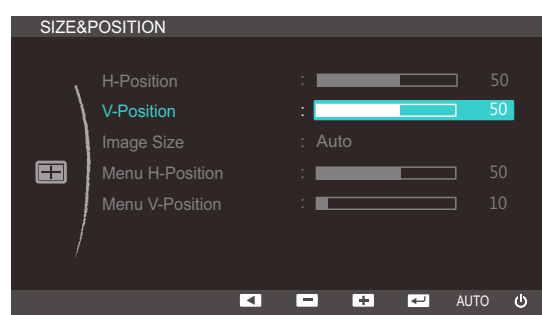 SIZE&POSITION
H-Position : 50
V-Position : 50
Image Size : Auto
Menu H-Position : 50
Menu V-Position : 10
AUTO